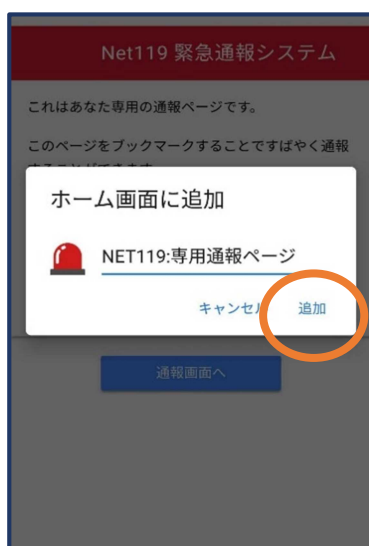 Net119 緊急通報システム
これはあなた専用の通報ページです。
このページをブックマークすることですばやく通報
ホーム画面に追加
NET119:専用通報ページ
キャンセル
追加
通報画面へ